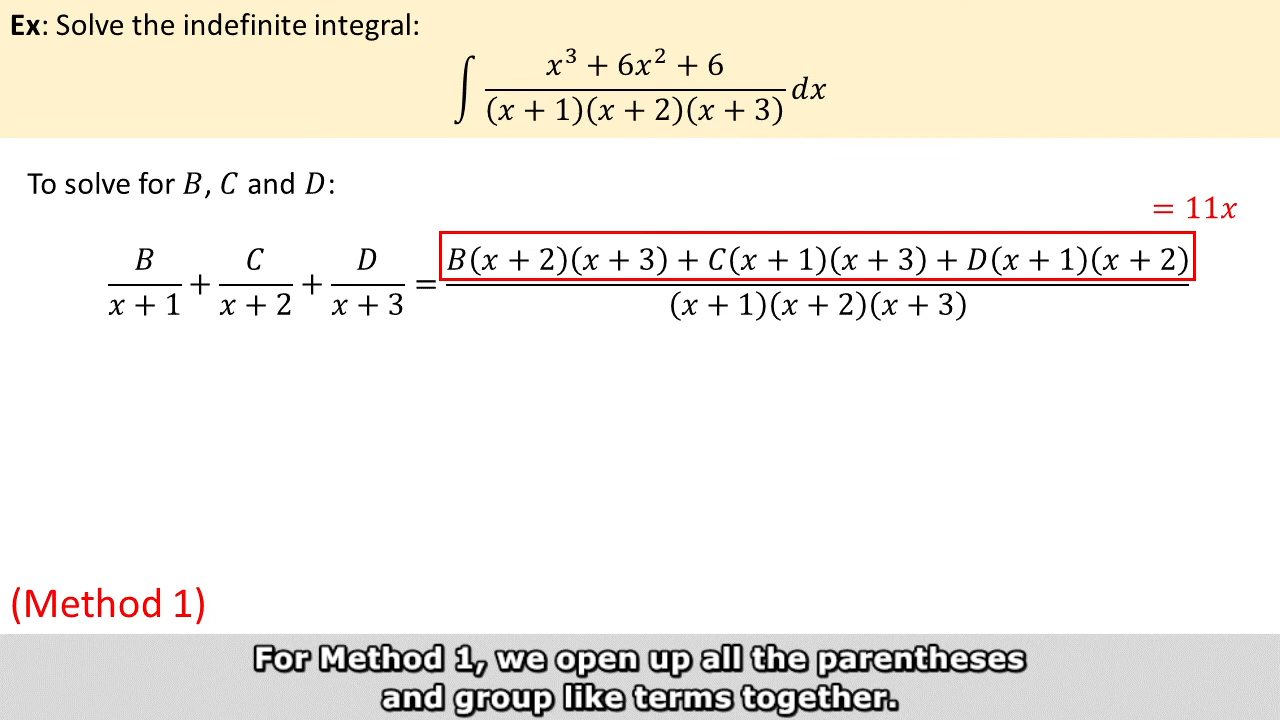 Ex: Solve the indefinite integral:
∫ (x³ + 6x² + 6) / ((x + 1)(x + 2)(x + 3)) dx
To solve for B, C and D:
= 11x
B/(x + 1) + C/(x + 2) + D/(x + 3) = (B(x + 2)(x + 3) + C(x + 1)(x + 3) + D(x + 1)(x + 2)) / ((x + 1)(x + 2)(x + 3))
(Method 1)
For Method 1, we open up all the parentheses
and group like terms together.